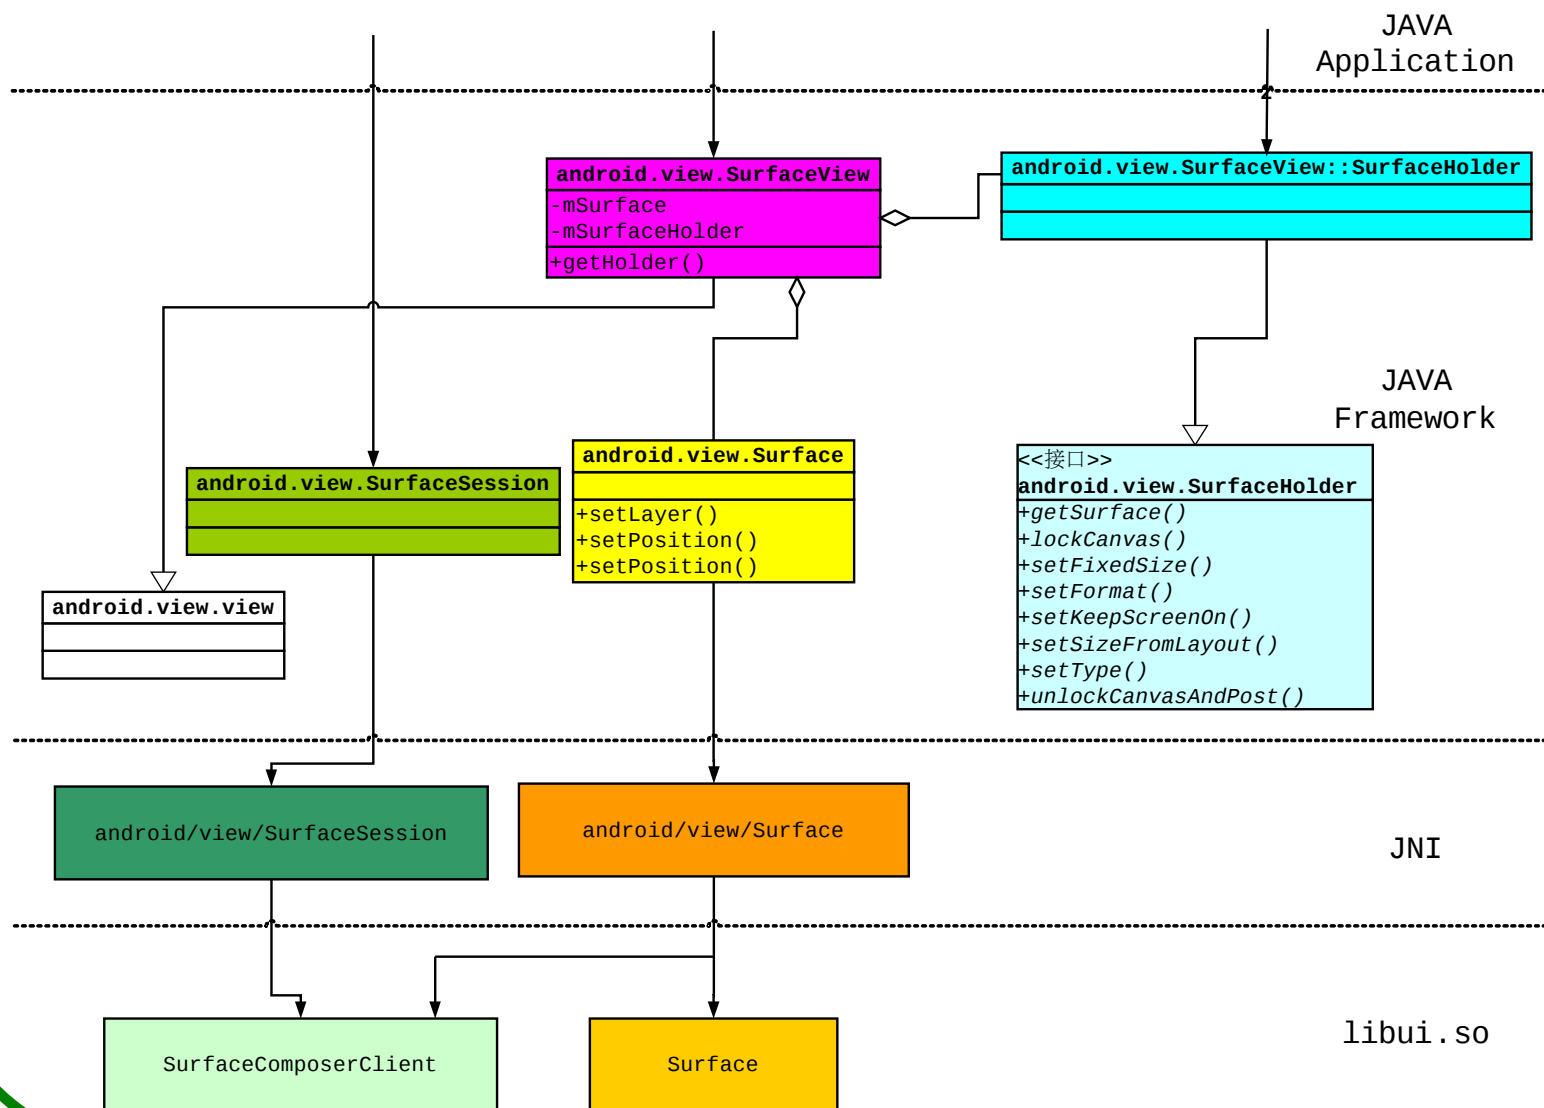 JAVA
Application
android.view.SurfaceView
-mSurface
-mSurfaceHolder
+getHolder()
android.view.SurfaceView::SurfaceHolder
JAVA
Framework
android.view.SurfaceSession
android.view.Surface
+setLayer()
+setPosition()
+setPosition()
<<接口>>
android.view.SurfaceHolder
+getSurface()
+lockCanvas()
+setFixedSize()
+setFormat()
+setKeepScreenOn()
+setSizeFromLayout()
+setType()
+unlockCanvasAndPost()
android.view.view
android/view/SurfaceSession
android/view/Surface
JNI
SurfaceComposerClient
Surface
libui.so